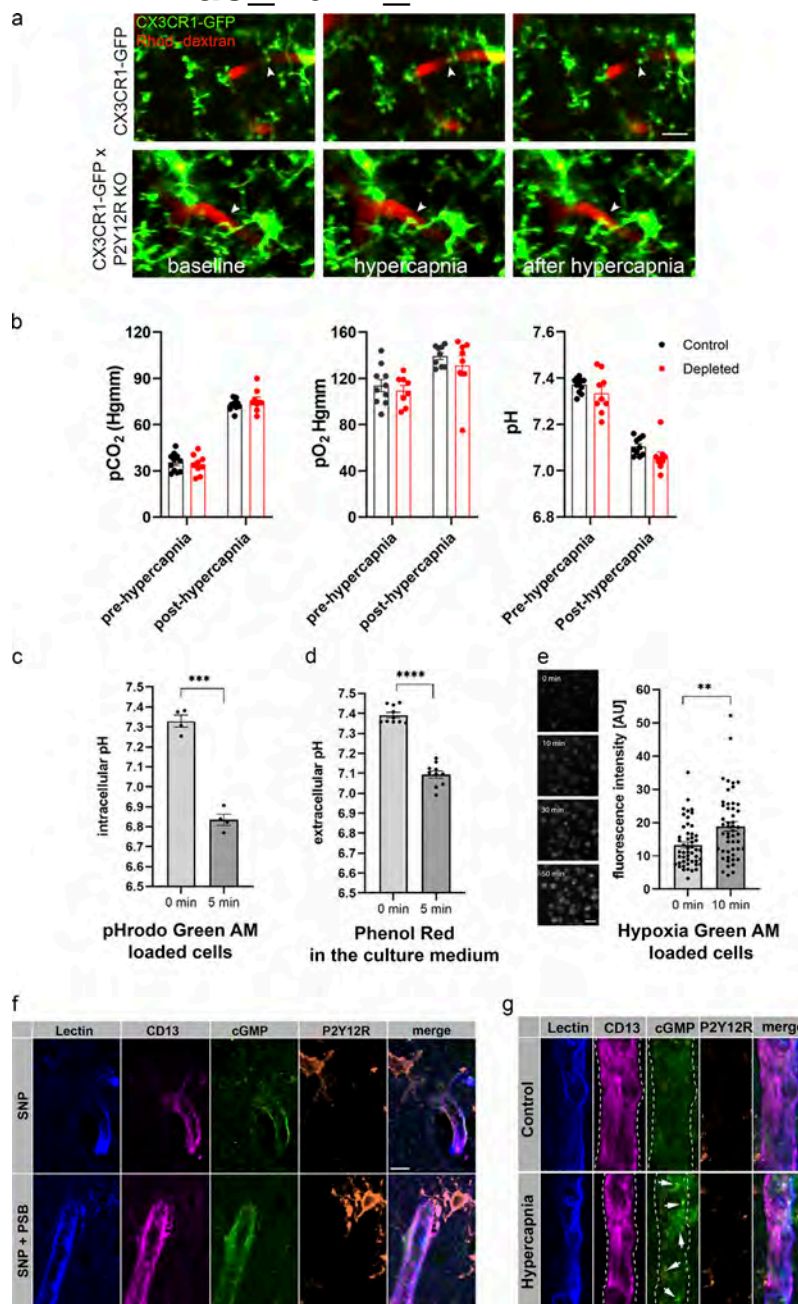 a
CX3CR1-GFP
Rhod. dextran
CX3CR1-GFP
CX3CR1-GFP x
P2Y12R KO
baseline
hypercapnia
after hypercapnia
b
120
90
60
30
0
pCO2 (Hgmm)
pre-hypercapnia
post-hypercapnia
160
120
80
40
0
pO2 Hgmm
pre-hypercapnia
post-hypercapnia
7.6
7.4
7.2
7.0
6.8
pH
Pre-hypercapnia
Post-hypercapnia
Control
Depleted
c
***
7.5
7.4
7.3
7.2
7.1
7.0
6.9
6.8
6.7
6.6
6.5
intracellular pH
0 min
5 min
pHrodo Green AM
loaded cells
d
****
7.5
7.4
7.3
7.2
7.1
7.0
6.9
6.8
6.7
6.6
6.5
extracellular pH
0 min
5 min
Phenol Red
in the culture medium
e
0 min
10 min
30 min
50 min
**
60
50
40
30
20
10
0
fluorescence intensity [AU]
0 min
10 min
Hypoxia Green AM
loaded cells
f
Lectin
CD13
cGMP
P2Y12R
merge
SNP
SNP + PSB
g
Lectin
CD13
cGMP
P2Y12R
merge
Control
Hypercapnia